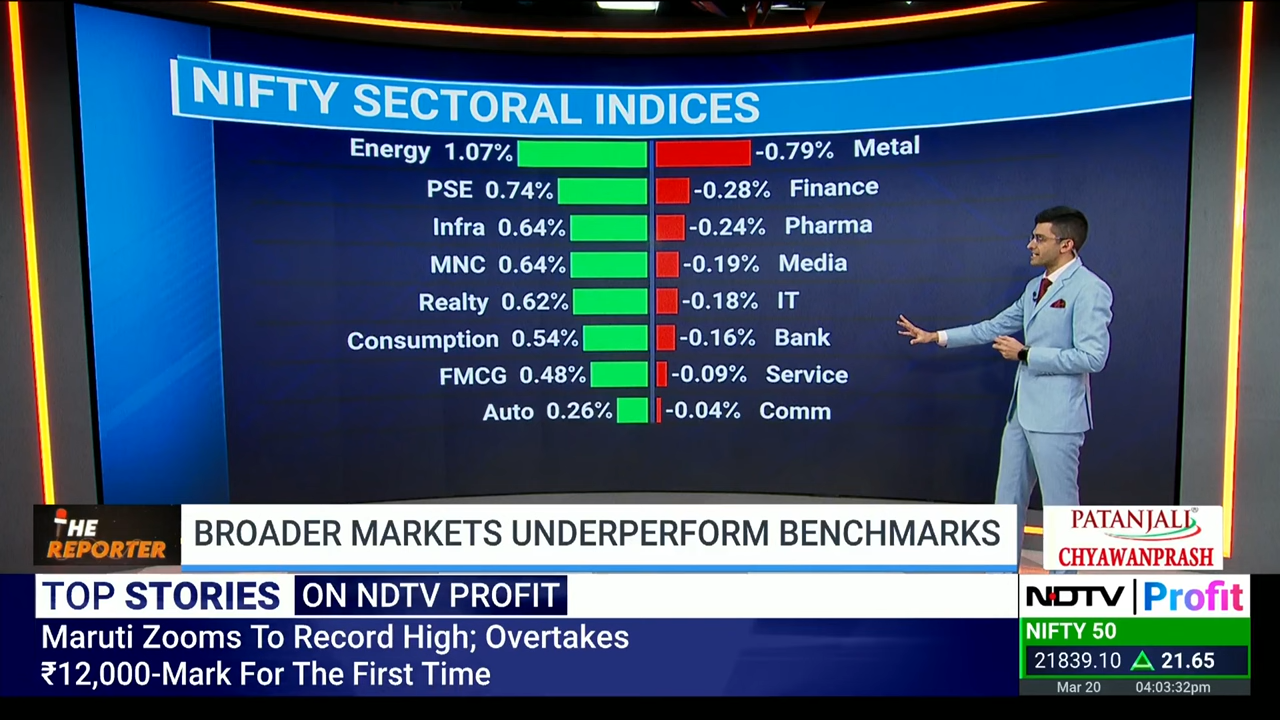 NIFTY SECTORAL INDICES
Energy 1.07% -0.79% Metal
PSE 0.74% -0.28% Finance
Infra 0.64% -0.24% Pharma
MNC 0.64% -0.19% Media
Realty 0.62% -0.18% IT
Consumption 0.54% -0.16% Bank
FMCG 0.48% -0.09% Service
Auto 0.26% -0.04% Comm
THE
REPORTER
BROADER MARKETS UNDERPERFORM BENCHMARKS
PATANJALI®
CHYAWANPRASH
TOP STORIES ON NDTV PROFIT
Maruti Zooms To Record High; Overtakes
₹12,000-Mark For The First Time
NDTV Profit
NIFTY 50
21839.10 21.65
Mar 20 04:03:32pm